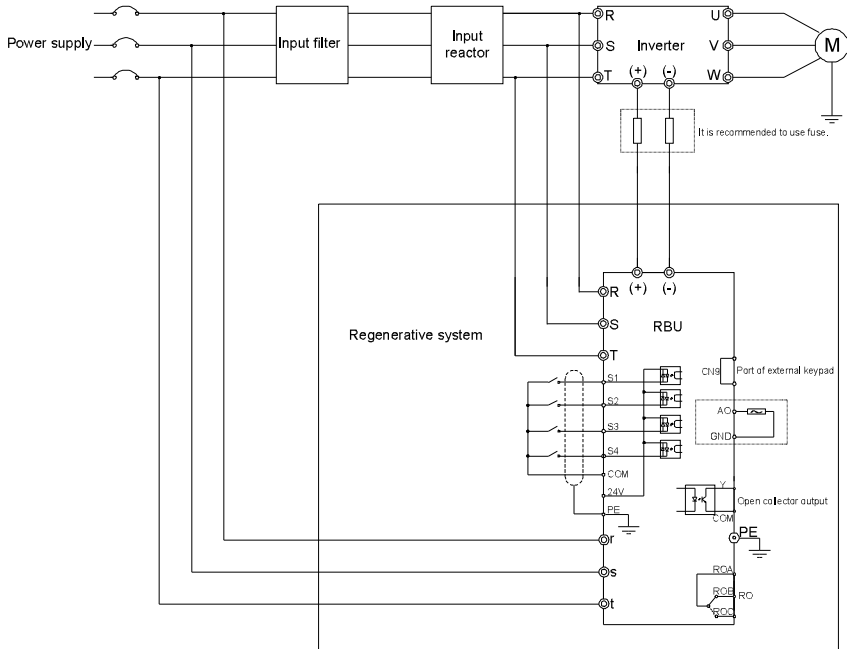 Power supply
Input filter
Input
reactor
R
S
T
Inverter
(+)
(-)
U
V
W
M
It is recommended to use fuse.
Regenerative system
(+)
(-)
R
S
T
RBU
S1
S2
S3
S4
COM
24V
PE
r
s
t
CN9
Port of external keypad
AO
GND
Y
Open collector output
COM
PE
ROA
ROB
RO
ROC